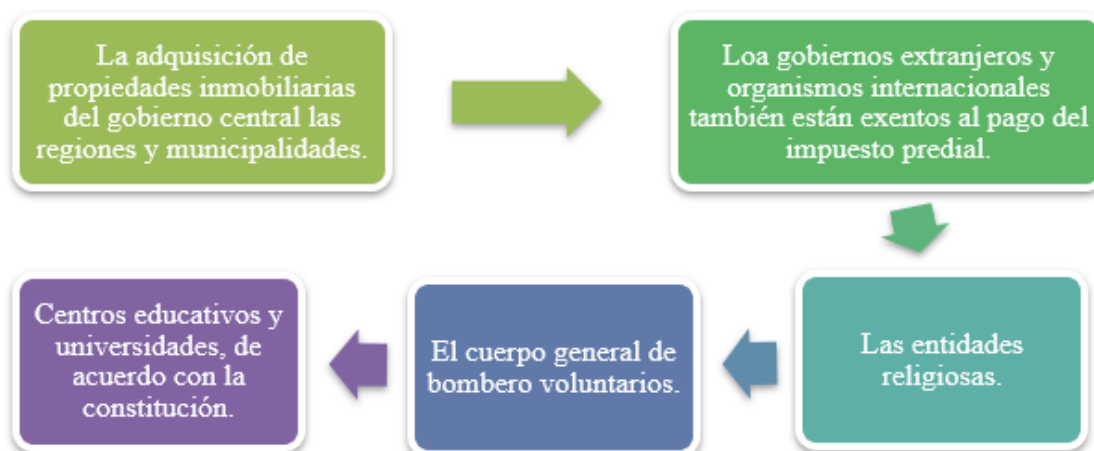 La adquisición de
propiedades inmobiliarias
del gobierno central las
regiones y municipalidades.
Loa gobiernos extranjeros y
organismos internacionales
también están exentos al pago del
impuesto predial.
Las entidades
religiosas.
El cuerpo general de
bombero voluntarios.
Centros educativos y
universidades, de
acuerdo con la
constitución.